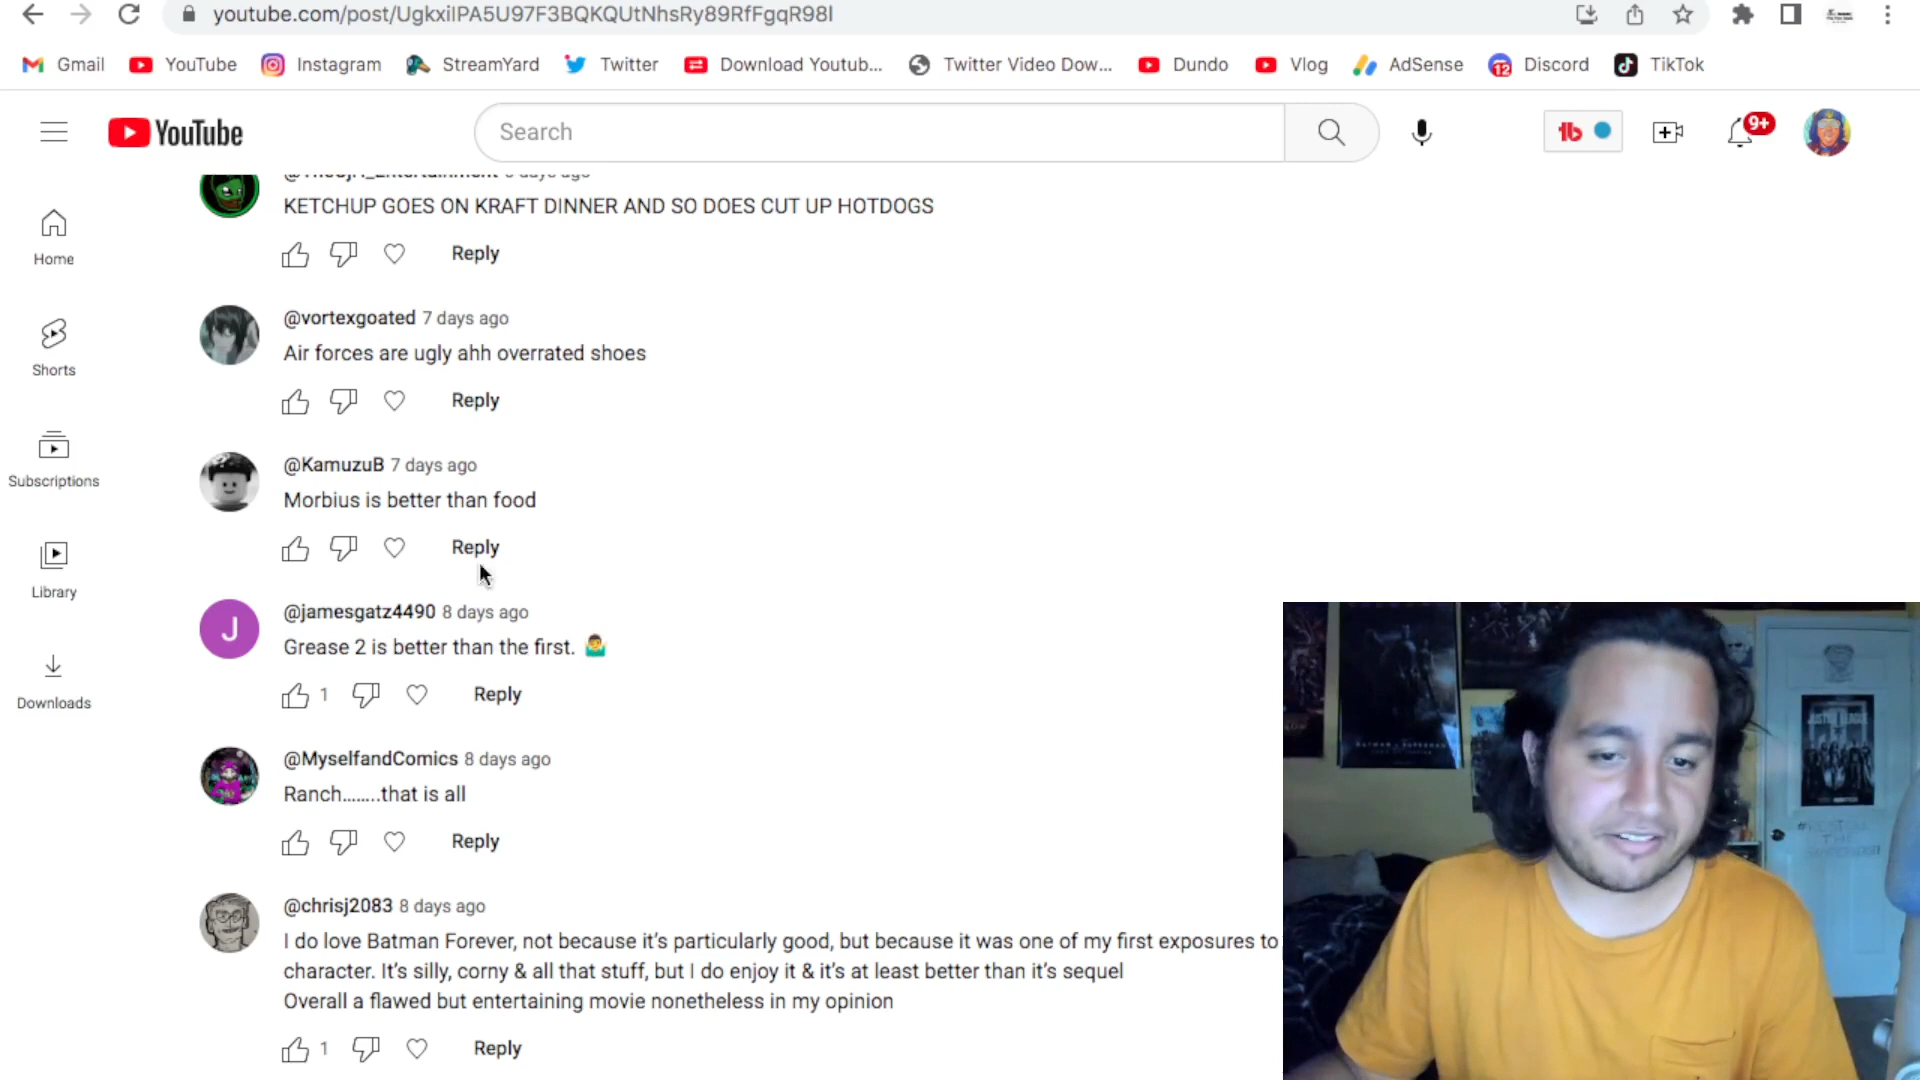 youtube.com/post/UgkxilPA5U97F3BQKQUtNhsRy89RfFgqR98I
Gmail YouTube Instagram StreamYard Twitter Download Youtub... Twitter Video Dow... Dundo Vlog AdSense 12 Discord TikTok
YouTube Search 9+
KETCHUP GOES ON KRAFT DINNER AND SO DOES CUT UP HOTDOGS
Reply
Home
@vortexgoated 7 days ago
Air forces are ugly ahh overrated shoes
Shorts
Reply
@KamuzuB 7 days ago
Subscriptions
Morbius is better than food
Reply
Library
@jamesgatz4490 8 days ago
J
Grease 2 is better than the first.
1 Reply
Downloads
@MyselfandComics 8 days ago
Ranch........that is all
Reply
@chrisj2083 8 days ago
I do love Batman Forever, not because it's particularly good, but because it was one of my first exposures to
character. It's silly, corny & all that stuff, but I do enjoy it & it's at least better than it's sequel
Overall a flawed but entertaining movie nonetheless in my opinion
1 Reply
JUSTICE LEAGUE